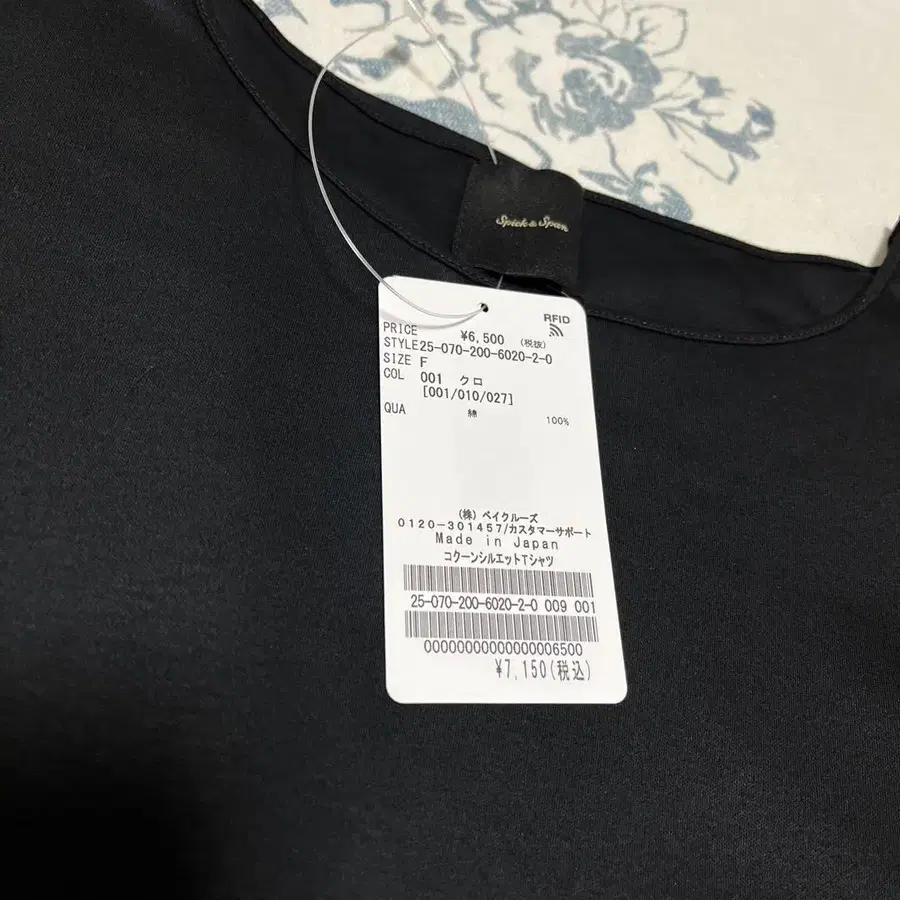 Spick & Span
RFID
PRICE ¥6,500 (税抜)
STYLE25-070-200-6020-2-0
SIZE F
COL 001 クロ
[001/010/027]
QUA 綿 100%
(株) ベイクルーズ
0120-301457/カスタマーサポート
Made in Japan
コクーンシルエットTシャツ
25-070-200-6020-2-0 009 001
00000000000000006500
¥7,150(税込)